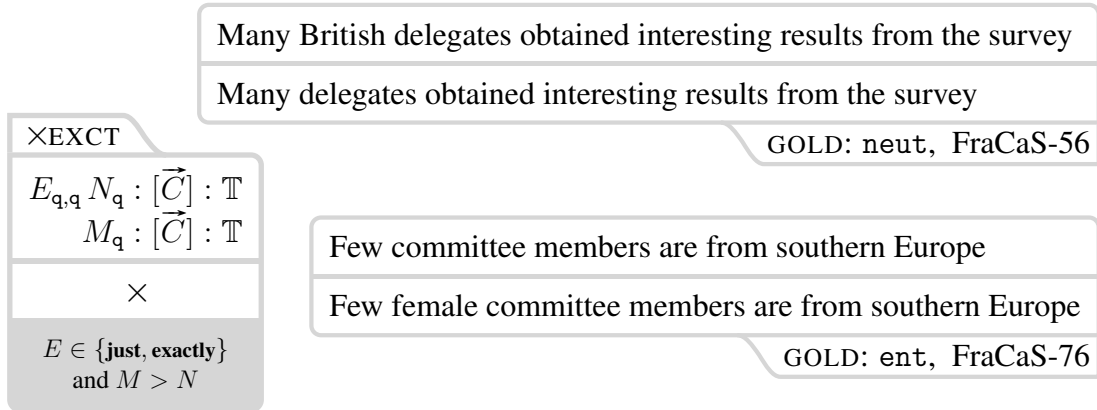 Many British delegates obtained interesting results from the survey
Many delegates obtained interesting results from the survey
GOLD: neut, FraCaS-56
×EXCT
E_{q,q} N_q : [\vec{C}] : 𝕋
M_q : [\vec{C}] : 𝕋
×
E ∈ {just, exactly}
and M > N
Few committee members are from southern Europe
Few female committee members are from southern Europe
GOLD: ent, FraCaS-76